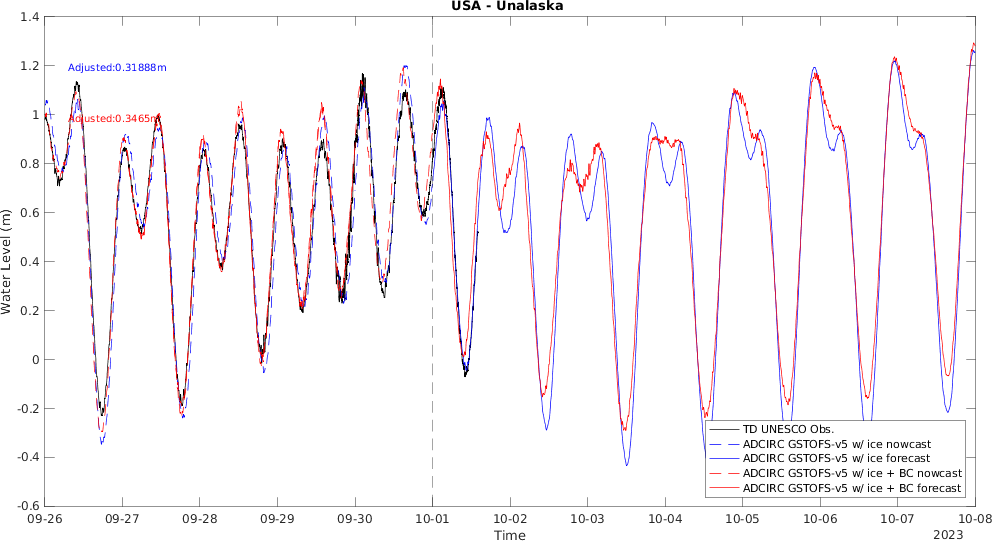 USA - Unalaska
1.4
1.2
1
0.8
0.6
0.4
0.2
0
-0.2
-0.4
-0.6
Water Level (m)
Adjusted:0.31888m
Adjusted:0.3465m
TD UNESCO Obs.
ADCIRC GSTOFS-v5 w/ ice nowcast
ADCIRC GSTOFS-v5 w/ ice forecast
ADCIRC GSTOFS-v5 w/ ice + BC nowcast
ADCIRC GSTOFS-v5 w/ ice + BC forecast
09-26 09-27 09-28 09-29 09-30 10-01 10-02 10-03 10-04 10-05 10-06 10-07 10-08
Time
2023